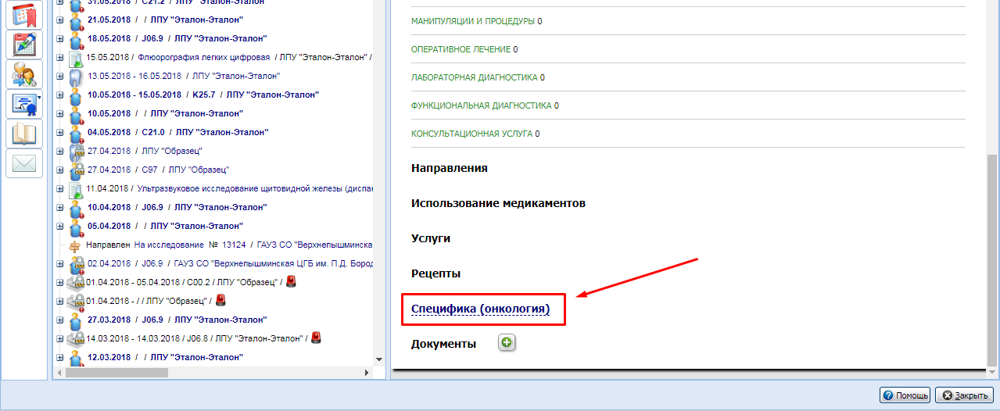 31.05.2018 / C21.2 / ЛПУ "Эталон-Эталон"
21.05.2018 / / ЛПУ "Эталон-Эталон"
18.05.2018 / J06.9 / ЛПУ "Эталон-Эталон"
15.05.2018 / Флюорография легких цифровая / ЛПУ "Эталон-Эталон" /
13.05.2018 - 16.05.2018 / ЛПУ "Эталон-Эталон"
10.05.2018 - 15.05.2018 / K25.7 / ЛПУ "Эталон-Эталон"
10.05.2018 / / ЛПУ "Эталон-Эталон"
04.05.2018 / C21.0 / ЛПУ "Эталон-Эталон"
27.04.2018 / ЛПУ "Образец"
27.04.2018 / C97 / ЛПУ "Образец"
11.04.2018 / Ультразвуковое исследование щитовидной железы (диспан
10.04.2018 / J06.9 / ЛПУ "Эталон-Эталон"
05.04.2018 / / ЛПУ "Эталон-Эталон"
Направлен На исследование № 13124 / ГАУЗ СО "Верхнепышминская
02.04.2018 / J06.9 / ГАУЗ СО "Верхнепышминская ЦГБ им. П.Д. Бород
01.04.2018 - 05.04.2018 / C00.2 / ЛПУ "Образец" /
01.04.2018 - / / ЛПУ "Образец" /
27.03.2018 / J06.9 / ЛПУ "Эталон-Эталон"
14.03.2018 - 14.03.2018 / J06.8 / ЛПУ "Эталон-Эталон" /
12.03.2018 / / ЛПУ "Эталон-Эталон"
МАНИПУЛЯЦИИ И ПРОЦЕДУРЫ 0
ОПЕРАТИВНОЕ ЛЕЧЕНИЕ 0
ЛАБОРАТОРНАЯ ДИАГНОСТИКА 0
ФУНКЦИОНАЛЬНАЯ ДИАГНОСТИКА 0
КОНСУЛЬТАЦИОННАЯ УСЛУГА 0
Направления
Использование медикаментов
Услуги
Рецепты
Специфика (онкология)
Документы
Помощь
Закрыть